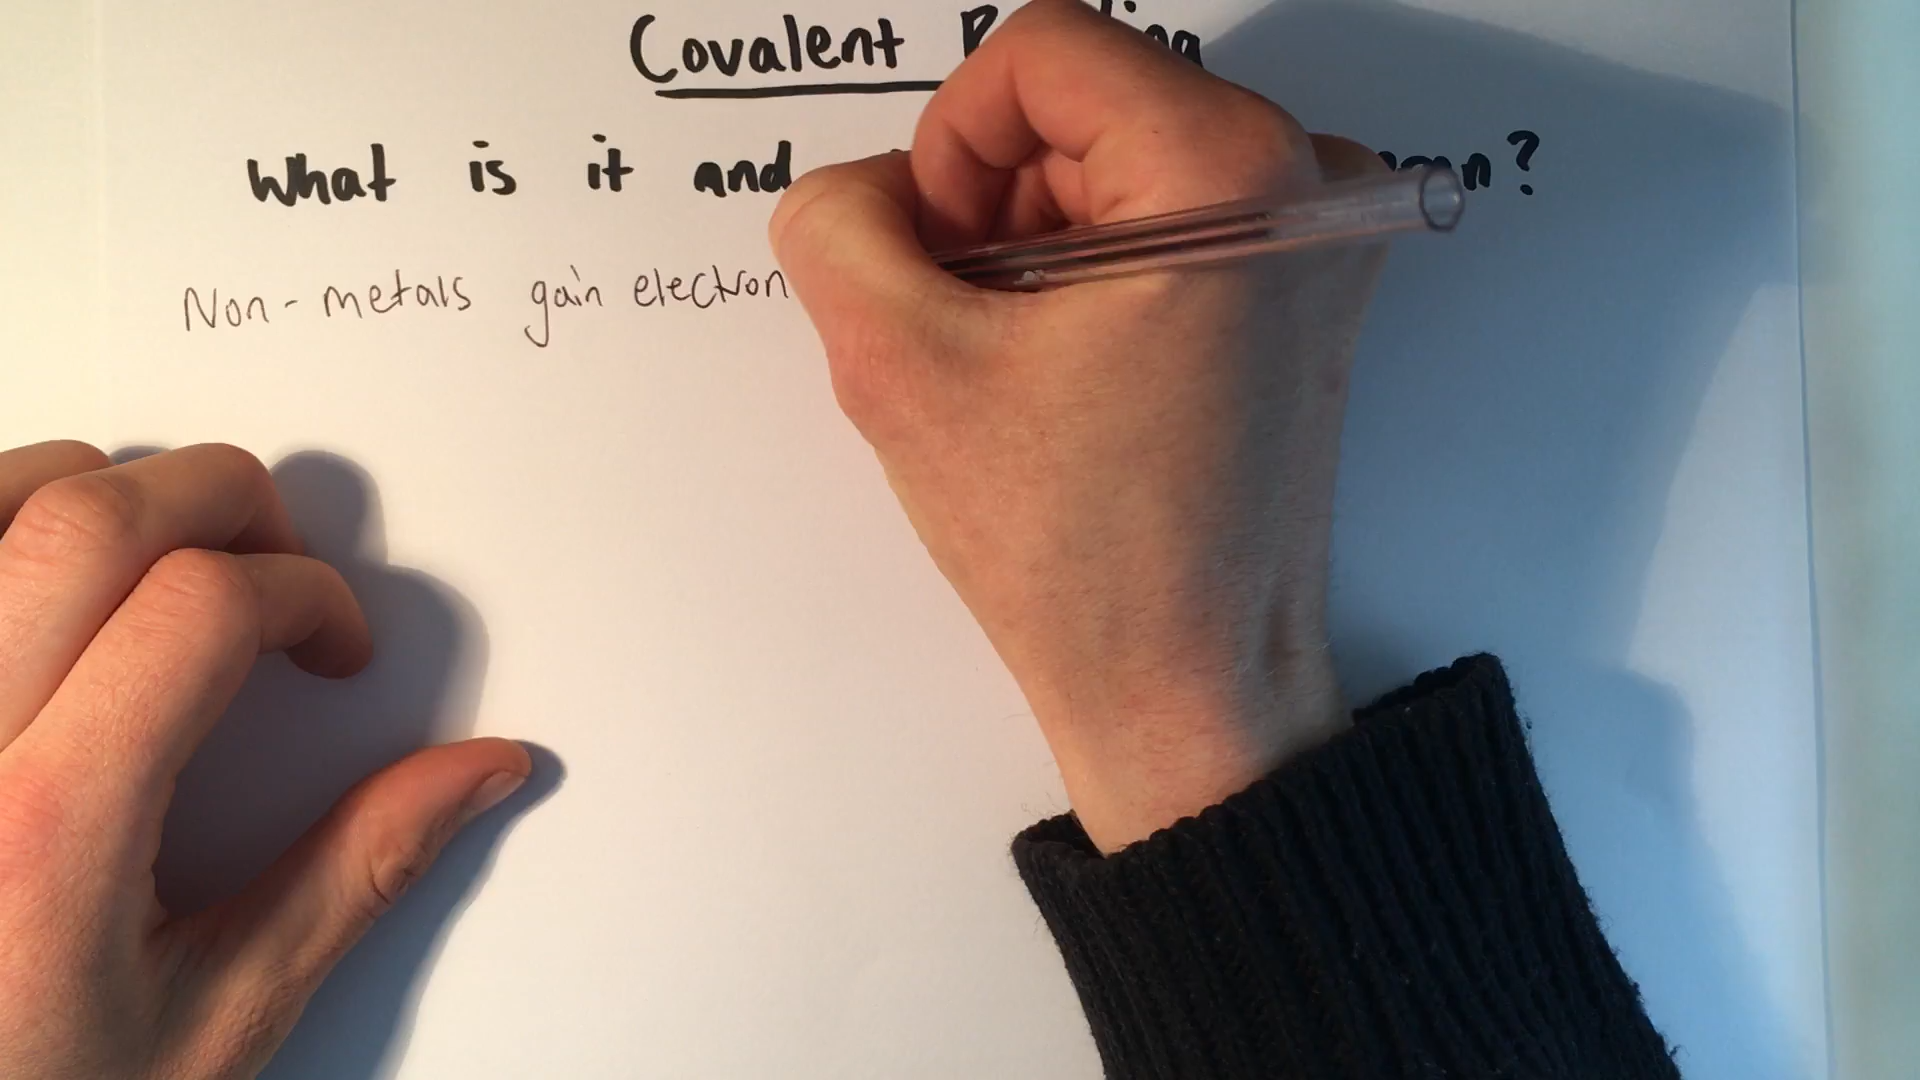 Covalent
What is it and
Non-metals gain electron